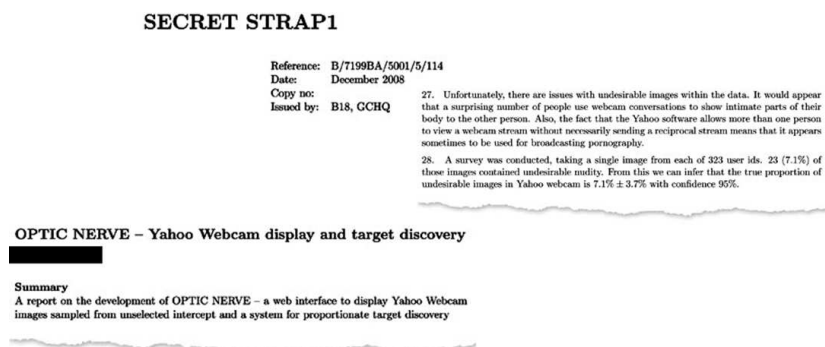 SECRET STRAP1
Reference: B/7199BA/5001/5/114
Date: December 2008
Copy no:
Issued by: B18, GCHQ
27. Unfortunately, there are issues with undesirable images within the data. It would appear
that a surprising number of people use webcam conversations to show intimate parts of their
body to the other person. Also, the fact that the Yahoo software allows more than one person
to view a webcam stream without necessarily sending a reciprocal stream means that it appears
sometimes to be used for broadcasting pornography.
28. A survey was conducted, taking a single image from each of 323 user ids. 23 (7.1%) of
those images contained undesirable nudity. From this we can infer that the true proportion of
undesirable images in Yahoo webcam is 7.1% ± 3.7% with confidence 95%.
OPTIC NERVE – Yahoo Webcam display and target discovery
Summary
A report on the development of OPTIC NERVE – a web interface to display Yahoo Webcam
images sampled from unselected intercept and a system for proportionate target discovery